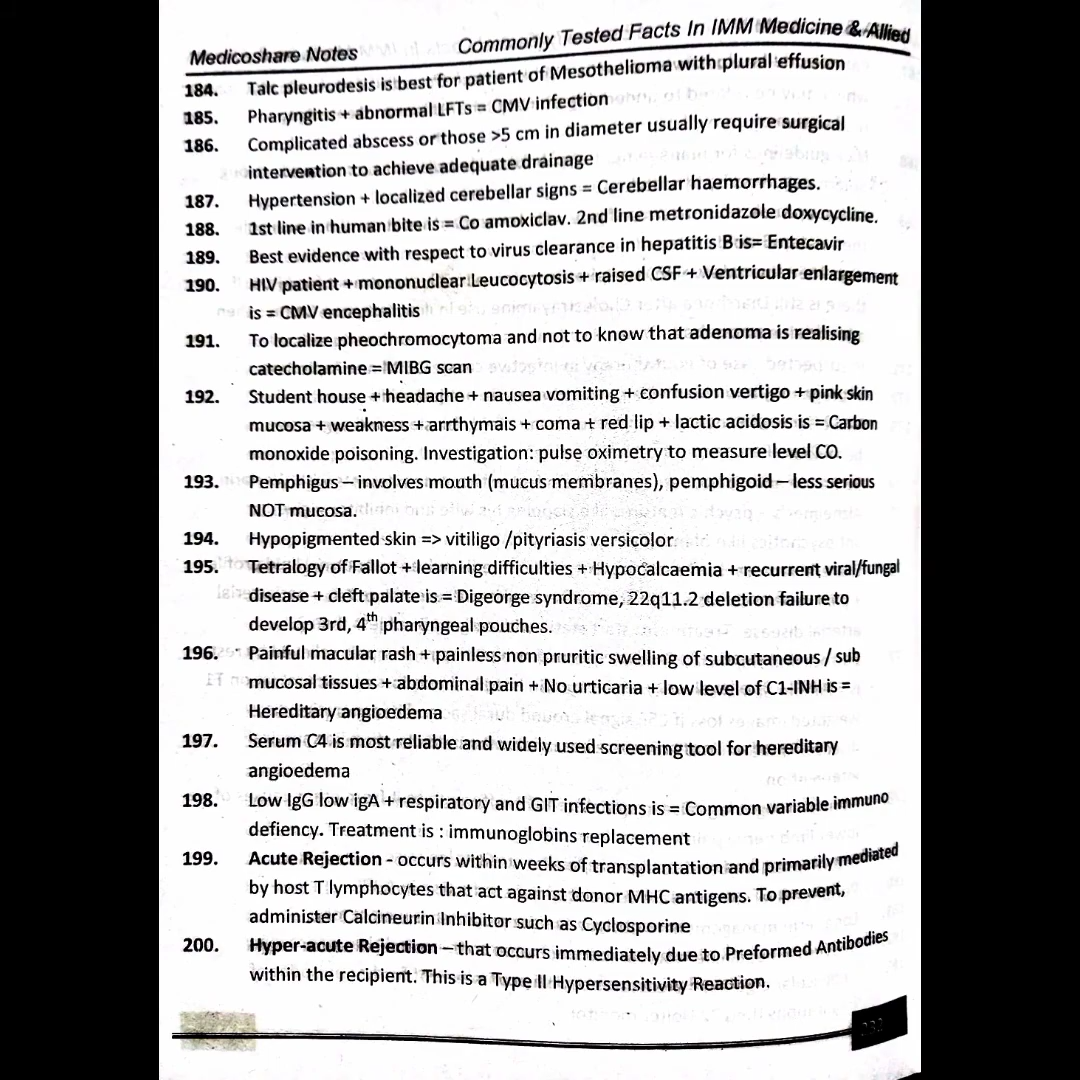 Medicoshare Notes
Commonly Tested Facts In IMM Medicine & Allied
184. Talc pleurodesis is best for patient of Mesothelioma with plural effusion
185. Pharyngitis + abnormal LFTs = CMV infection
186. Complicated abscess or those >5 cm in diameter usually require surgical
intervention to achieve adequate drainage
187. Hypertension + localized cerebellar signs = Cerebellar haemorrhages.
188. 1st line in human bite is = Co amoxiclav. 2nd line metronidazole doxycycline.
189. Best evidence with respect to virus clearance in hepatitis B is= Entecavir
190. HIV patient + mononuclear Leucocytosis + raised CSF + Ventricular enlargement
is = CMV encephalitis
191. To localize pheochromocytoma and not to know that adenoma is realising
catecholamine = MIBG scan
192. Student house + headache + nausea vomiting + confusion vertigo + pink skin
mucosa + weakness + arrthymais + coma + red lip + lactic acidosis is = Carbon
monoxide poisoning. Investigation: pulse oximetry to measure level CO.
193. Pemphigus – involves mouth (mucus membranes), pemphigoid – less serious
NOT mucosa.
194. Hypopigmented skin => vitiligo /pityriasis versicolor
195. Tetralogy of Fallot + learning difficulties + Hypocalcaemia + recurrent viral/fungal
disease + cleft palate is = Digeorge syndrome, 22q11.2 deletion failure to
develop 3rd, 4th pharyngeal pouches.
196. Painful macular rash + painless non pruritic swelling of subcutaneous / sub
mucosal tissues + abdominal pain + No urticaria + low level of C1-INH is =
Hereditary angioedema
197. Serum C4 is most reliable and widely used screening tool for hereditary
angioedema
198. Low IgG low igA + respiratory and GIT infections is = Common variable immuno
defiency. Treatment is : immunoglobins replacement
199. Acute Rejection - occurs within weeks of transplantation and primarily mediated
by host T lymphocytes that act against donor MHC antigens. To prevent,
administer Calcineurin Inhibitor such as Cyclosporine
200. Hyper-acute Rejection – that occurs immediately due to Preformed Antibodies
within the recipient. This is a Type II Hypersensitivity Reaction.